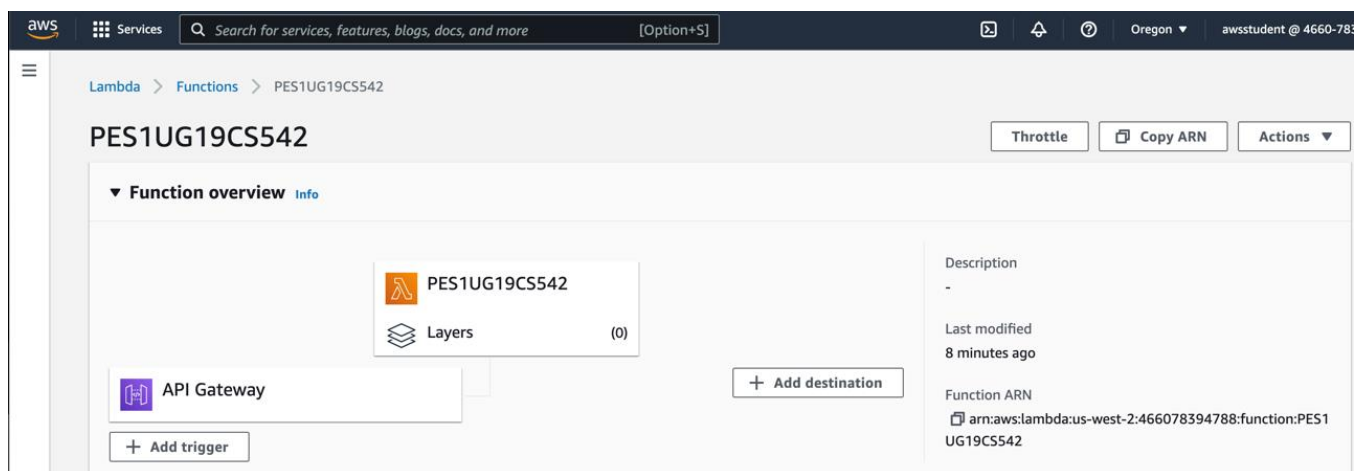 aws Services Search for services, features, blogs, docs, and more [Option+S] Oregon ▼ awsstudent @ 4660-783
Lambda > Functions > PES1UG19CS542
PES1UG19CS542 Throttle Copy ARN Actions ▼
▼ Function overview Info
PES1UG19CS542
Layers (0)
API Gateway
+ Add trigger
+ Add destination
Description
-
Last modified
8 minutes ago
Function ARN
arn:aws:lambda:us-west-2:466078394788:function:PES1
UG19CS542